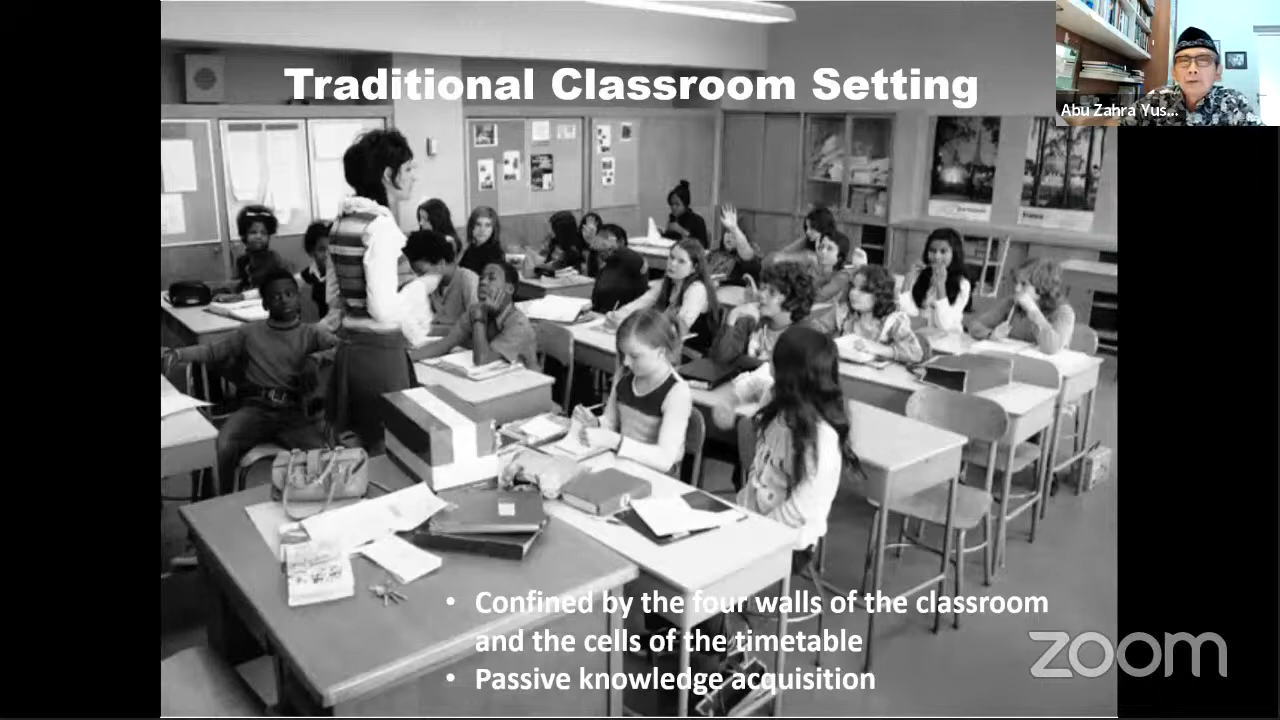 Traditional Classroom Setting
Abu Zahra Yus...
• Confined by the four walls of the classroom
and the cells of the timetable
• Passive knowledge acquisition
zoom